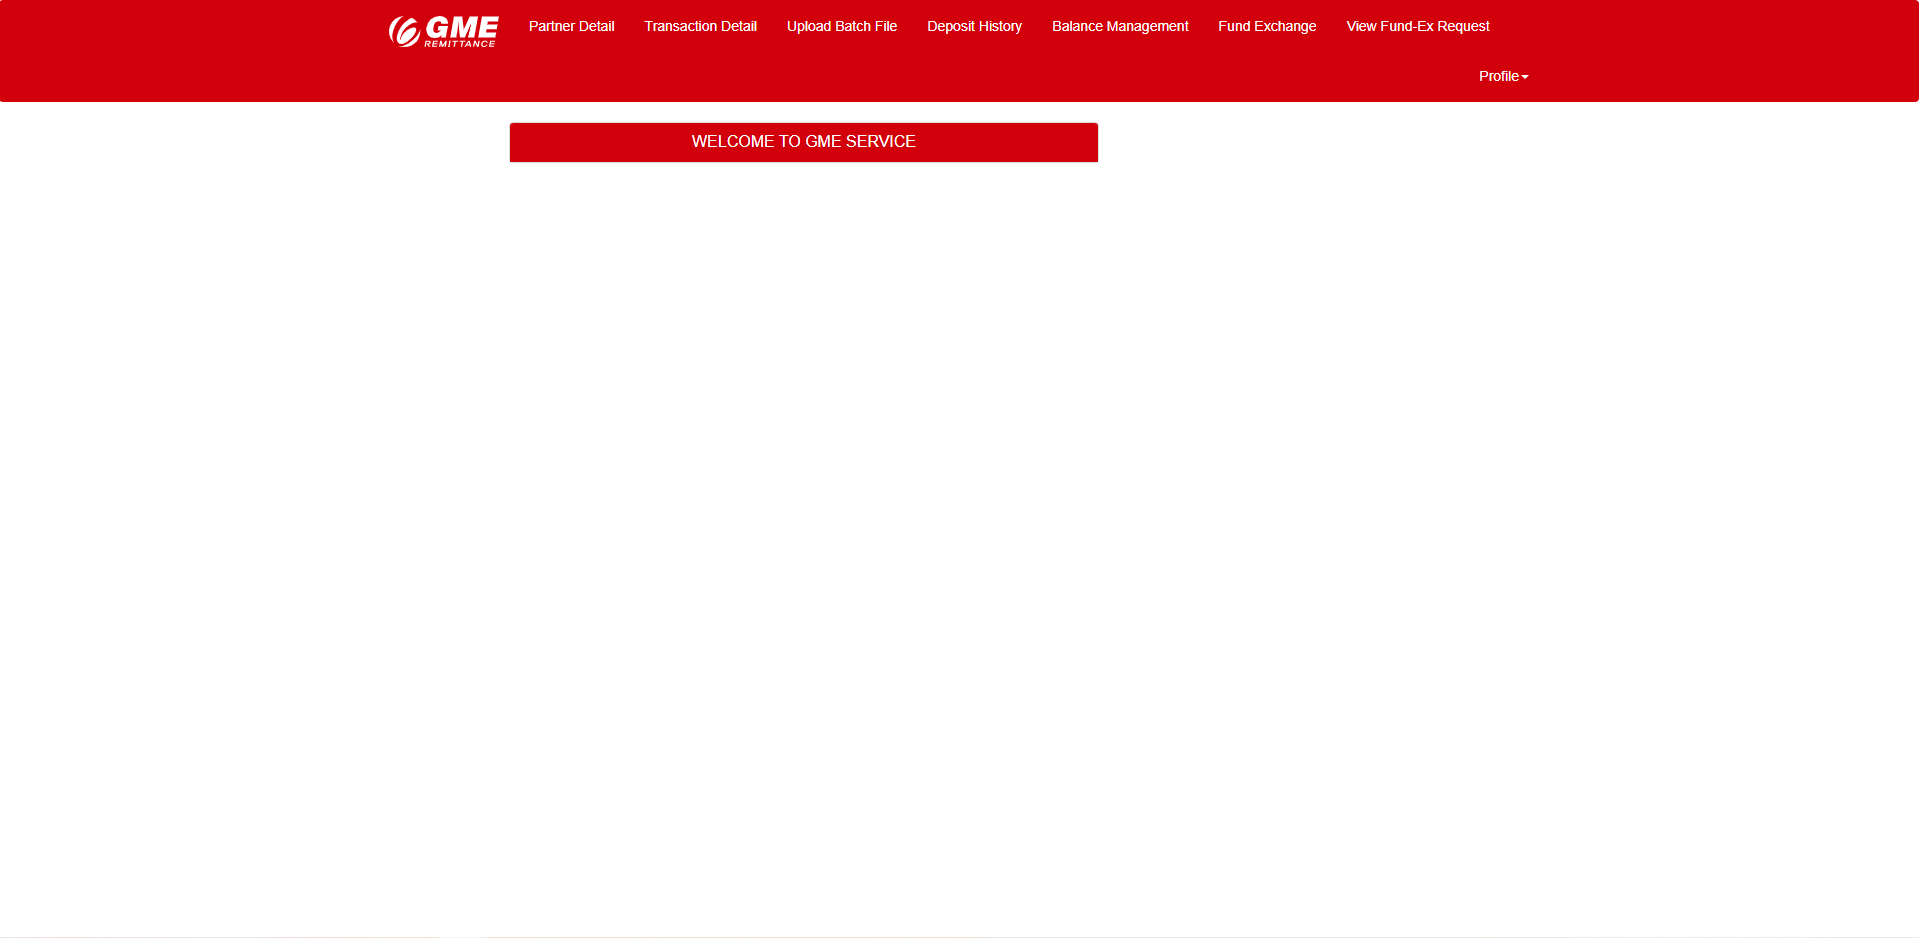 GME REMITTANCE
Partner Detail Transaction Detail Upload Batch File Deposit History Balance Management Fund Exchange View Fund-Ex Request
Profile
WELCOME TO GME SERVICE